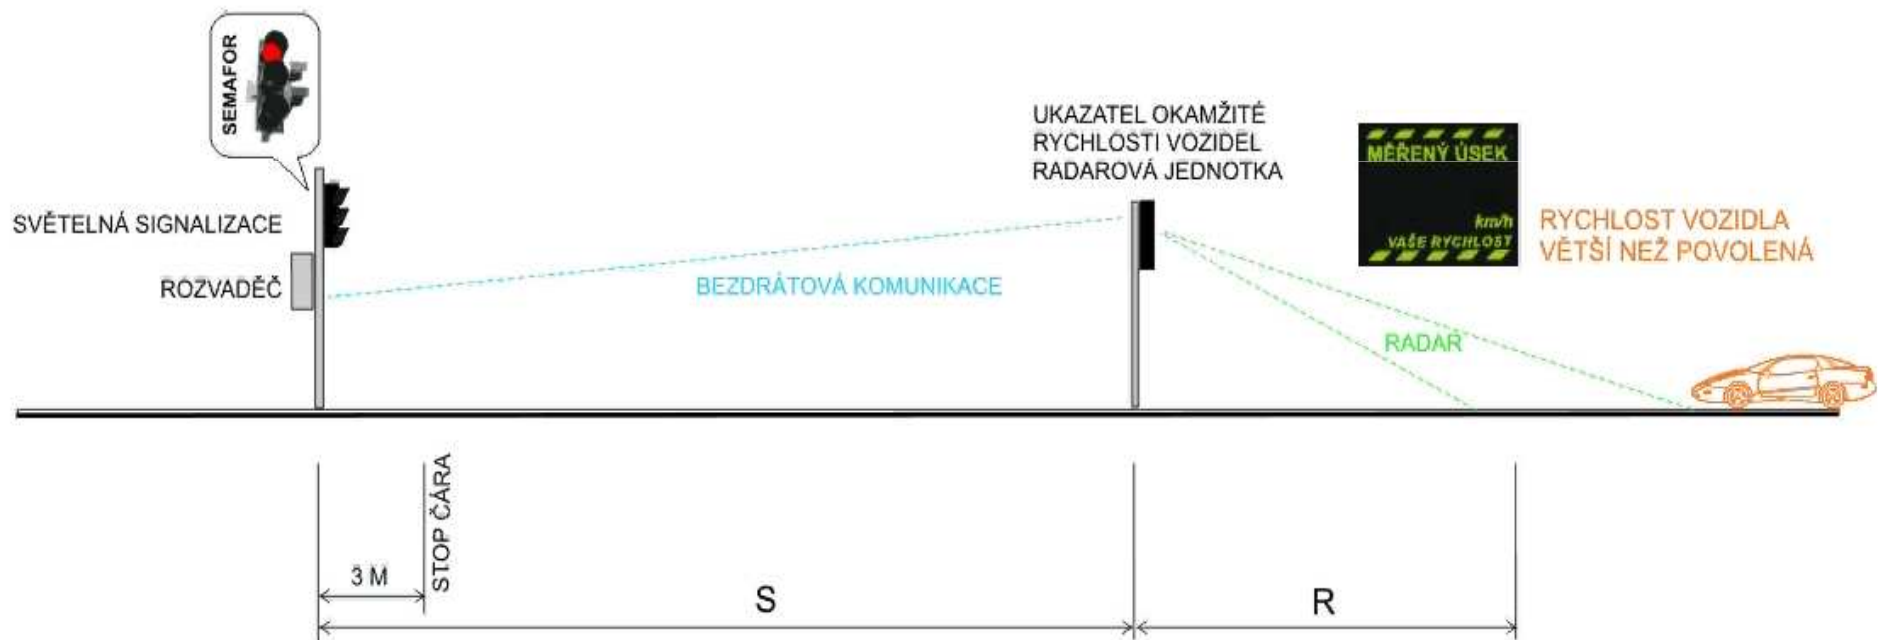 SEMAFOR
SVĚTELNÁ SIGNALIZACE
ROZVADĚČ
BEZDRÁTOVÁ KOMUNIKACE
UKAZATEL OKAMŽITÉ
RYCHLOSTI VOZIDEL
RADAROVÁ JEDNOTKA
MĚŘENÝ ÚSEK
km/h
VAŠE RYCHLOST
RYCHLOST VOZIDLA
VĚTŠÍ NEŽ POVOLENÁ
RADAR
3 M
STOP ČÁRA
S
R